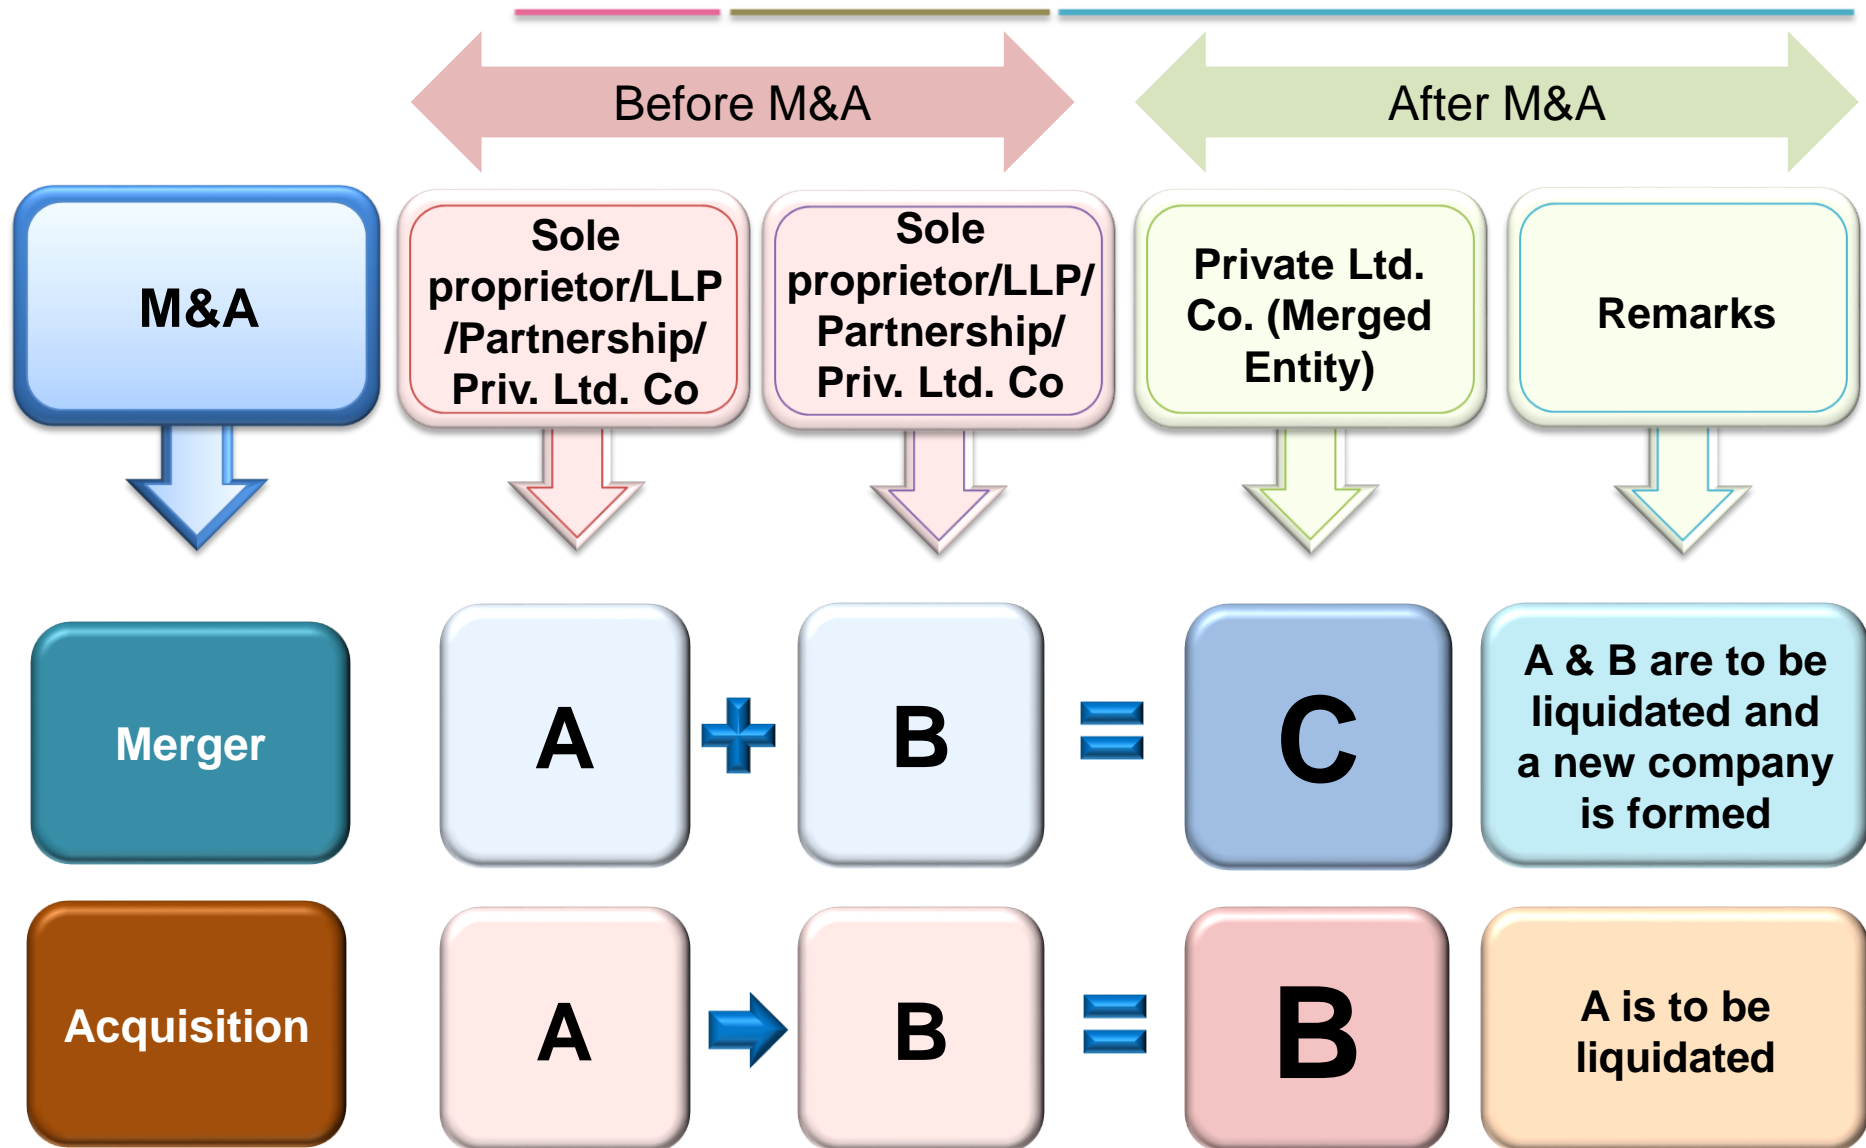 Before M&A
After M&A
M&A
Sole
proprietor/LLP
/Partnership/
Priv. Ltd. Co
Sole
proprietor/LLP/
Partnership/
Priv. Ltd. Co
Private Ltd.
Co. (Merged
Entity)
Remarks
Merger
A
B
C
A & B are to be
liquidated and
a new company
is formed
Acquisition
A
B
B
A is to be
liquidated